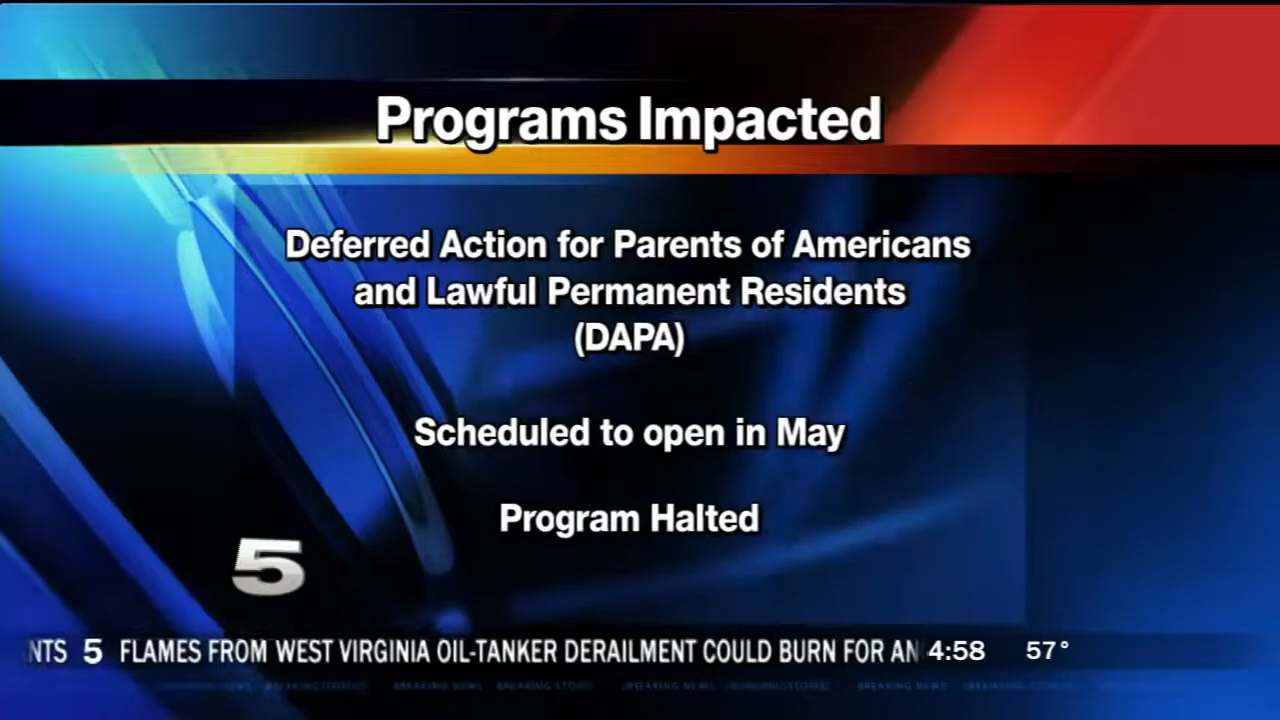 Programs Impacted
Deferred Action for Parents of Americans
and Lawful Permanent Residents
(DAPA)
Scheduled to open in May
Program Halted
5
NTS 5 FLAMES FROM WEST VIRGINIA OIL-TANKER DERAILMENT COULD BURN FOR AN 4:58 57°